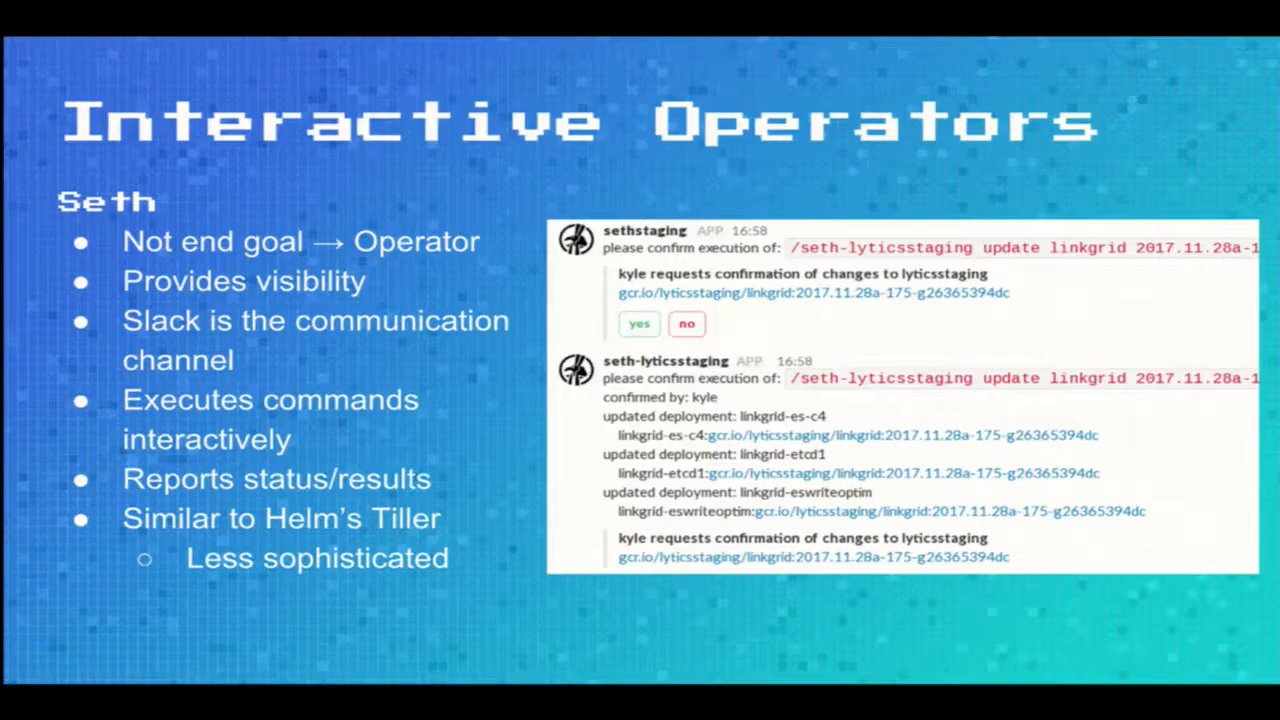 Interactive Operators
Seth
● Not end goal → Operator
● Provides visibility
● Slack is the communication
channel
● Executes commands
interactively
● Reports status/results
● Similar to Helm's Tiller
○ Less sophisticated
sethstaging APP 16:58
please confirm execution of: /seth-lyticsstaging update linkgrid 2017.11.28a-1
kyle requests confirmation of changes to lyticsstaging
gcr.io/lyticsstaging/linkgrid:2017.11.28a-175-g26365394dc
yes no
seth-lyticsstaging APP 16:58
please confirm execution of: /seth-lyticsstaging update linkgrid 2017.11.28a-1
confirmed by: kyle
updated deployment: linkgrid-es-c4
linkgrid-es-c4:gcr.io/lyticsstaging/linkgrid:2017.11.28a-175-g26365394dc
updated deployment: linkgrid-etcd1
linkgrid-etcd1:gcr.io/lyticsstaging/linkgrid:2017.11.28a-175-g26365394dc
updated deployment: linkgrid-eswriteoptim
linkgrid-eswriteoptim:gcr.io/lyticsstaging/linkgrid:2017.11.28a-175-g26365394dc
kyle requests confirmation of changes to lyticsstaging
gcr.io/lyticsstaging/linkgrid:2017.11.28a-175-g26365394dc